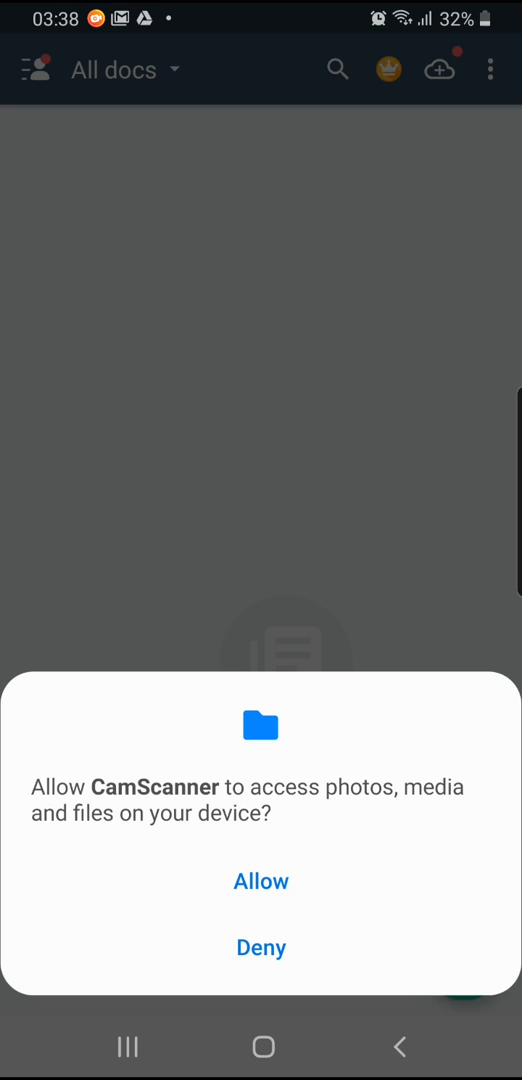 03:38 32%
All docs
Allow CamScanner to access photos, media
and files on your device?
Allow
Deny